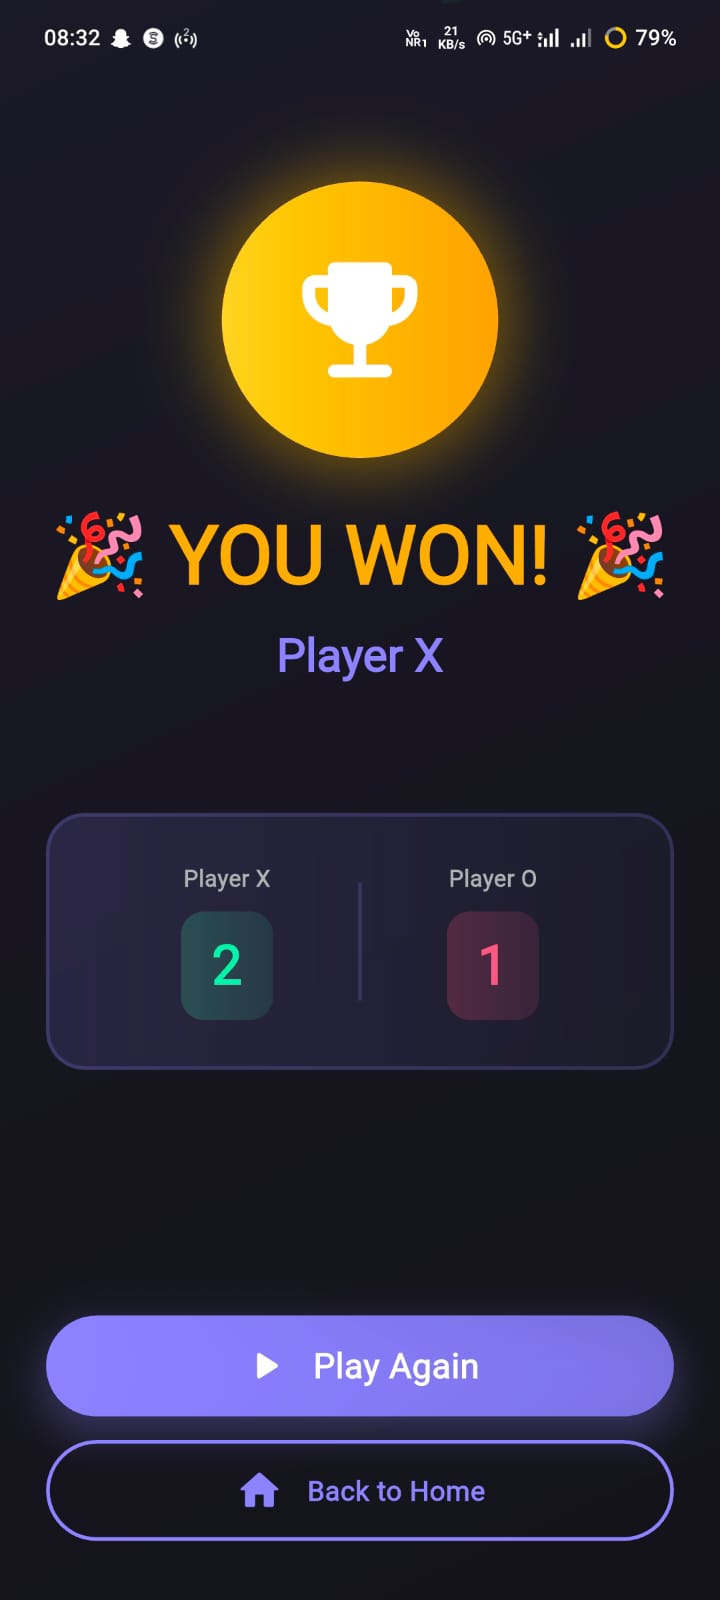 08:32 S 2 Vo NR1 21 KB/s 5G+ 79%
🎉 YOU WON! 🎉
Player X
Player X Player O
2 1
Play Again
Back to Home